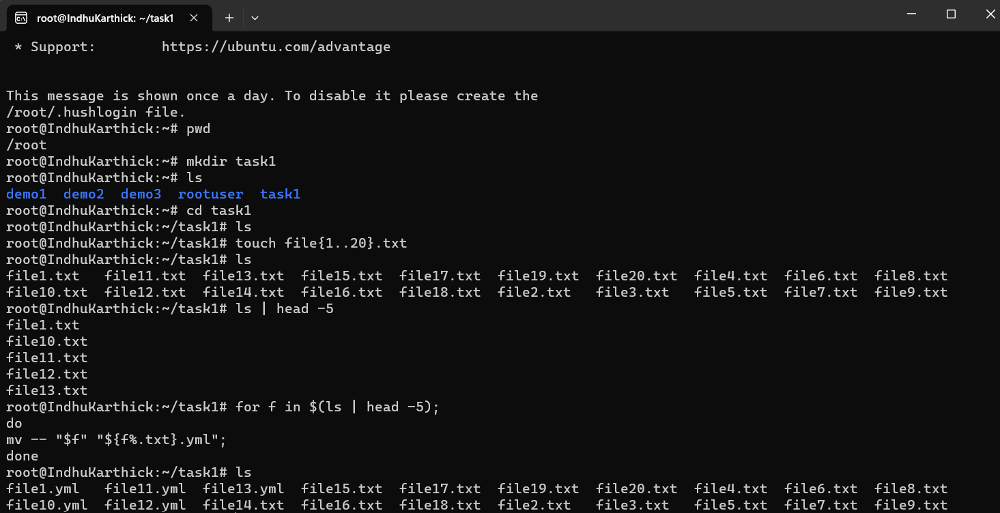 root@IndhuKarthick: ~/task1
* Support:        https://ubuntu.com/advantage
This message is shown once a day. To disable it please create the
/root/.hushlogin file.
root@IndhuKarthick:~# pwd
/root
root@IndhuKarthick:~# mkdir task1
root@IndhuKarthick:~# ls
demo1  demo2  demo3  rootuser  task1
root@IndhuKarthick:~# cd task1
root@IndhuKarthick:~/task1# ls
root@IndhuKarthick:~/task1# touch file{1..20}.txt
root@IndhuKarthick:~/task1# ls
file1.txt   file11.txt  file13.txt  file15.txt  file17.txt  file19.txt  file20.txt  file4.txt  file6.txt  file8.txt
file10.txt  file12.txt  file14.txt  file16.txt  file18.txt  file2.txt   file3.txt   file5.txt  file7.txt  file9.txt
root@IndhuKarthick:~/task1# ls | head -5
file1.txt
file10.txt
file11.txt
file12.txt
file13.txt
root@IndhuKarthick:~/task1# for f in $(ls | head -5);
do
mv -- "$f" "${f%.txt}.yml";
done
root@IndhuKarthick:~/task1# ls
file1.yml   file11.yml  file13.yml  file15.txt  file17.txt  file19.txt  file20.txt  file4.txt  file6.txt  file8.txt
file10.yml  file12.yml  file14.txt  file16.txt  file18.txt  file2.txt   file3.txt   file5.txt  file7.txt  file9.txt